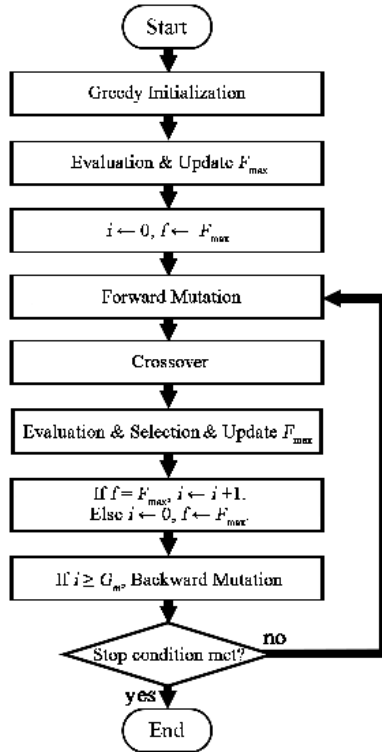 Start
Greedy Initialization
Evaluation & Update F_max
i ← 0, f ← F_max
Forward Mutation
Crossover
Evaluation & Selection & Update F_max
If f = F_max, i ← i +1.
Else i ← 0, f ← F_max.
If i ≥ G_m, Backward Mutation
Stop condition met?
no
yes
End